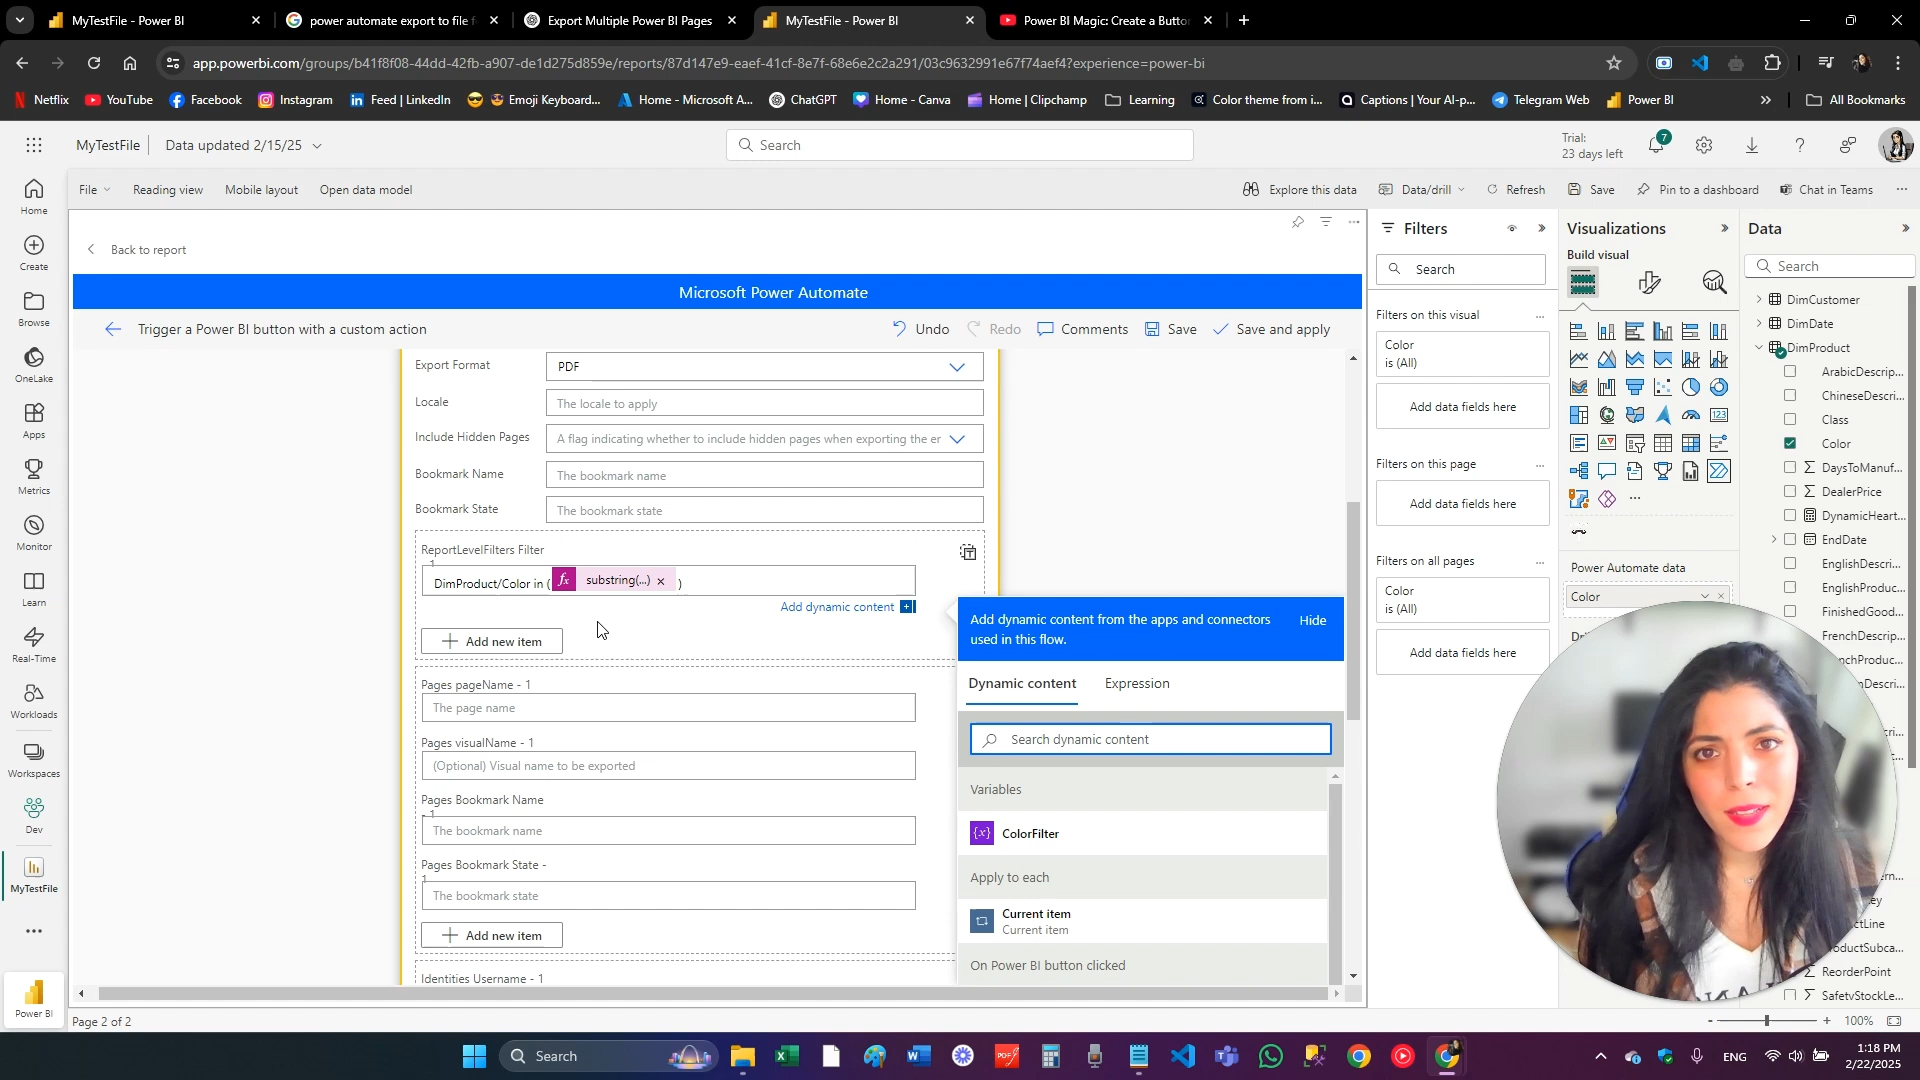 MyTestFile - Power BI
power automate export to file f
Export Multiple Power BI Pages
MyTestFile - Power BI
Power BI Magic: Create a Butto
app.powerbi.com/groups/b41f8f08-44dd-42fb-a907-de1d275d859e/reports/87d147e9-eaef-41cf-8e7f-68e6e2c2a291/03c9632991e67f74aef4?experience=power-bi
Netflix
YouTube
Facebook
Instagram
Feed | LinkedIn
Emoji Keyboard...
Home - Microsoft A...
ChatGPT
Home - Canva
Home | Clipchamp
Learning
Color theme from i...
Captions | Your AI-p...
Telegram Web
Power BI
All Bookmarks
MyTestFile
Data updated 2/15/25
Search
Trial:
23 days left
7
File
Reading view
Mobile layout
Open data model
Explore this data
Data/drill
Refresh
Save
Pin to a dashboard
Chat in Teams
Home
Create
Browse
OneLake
Apps
Metrics
Monitor
Learn
Real-Time
Workloads
Workspaces
Dev
MyTestFile
Power BI
Back to report
Microsoft Power Automate
Trigger a Power BI button with a custom action
Undo
Redo
Comments
Save
Save and apply
Export Format
PDF
Locale
The locale to apply
Include Hidden Pages
A flag indicating whether to include hidden pages when exporting the er
Bookmark Name
The bookmark name
Bookmark State
The bookmark state
ReportLevelFilters Filter
- 1
DimProduct/Color in ( fx substring(...) × )
Add dynamic content
Add new item
Pages pageName - 1
The page name
Pages visualName - 1
(Optional) Visual name to be exported
Pages Bookmark Name
- 1
The bookmark name
Pages Bookmark State -
1
The bookmark state
Add new item
Identities Username - 1
Add dynamic content from the apps and connectors
used in this flow.
Hide
Dynamic content
Expression
Search dynamic content
Variables
ColorFilter
Apply to each
Current item
Current item
On Power BI button clicked
Filters
Search
Filters on this visual
Color
is (All)
Add data fields here
Filters on this page
Add data fields here
Filters on all pages
Color
is (All)
Add data fields here
Visualizations
Build visual
123
Power Automate data
Color
Data
Search
DimCustomer
DimDate
DimProduct
ArabicDescrip...
ChineseDescri...
Class
Color
DaysToManuf...
DealerPrice
DynamicHeart...
EndDate
EnglishDescri...
EnglishProduc...
FinishedGood...
FrenchDescrip...
ReorderPoint
SafetyStockLe...
Page 2 of 2
100%
Search
ENG
1:18 PM
2/22/2025